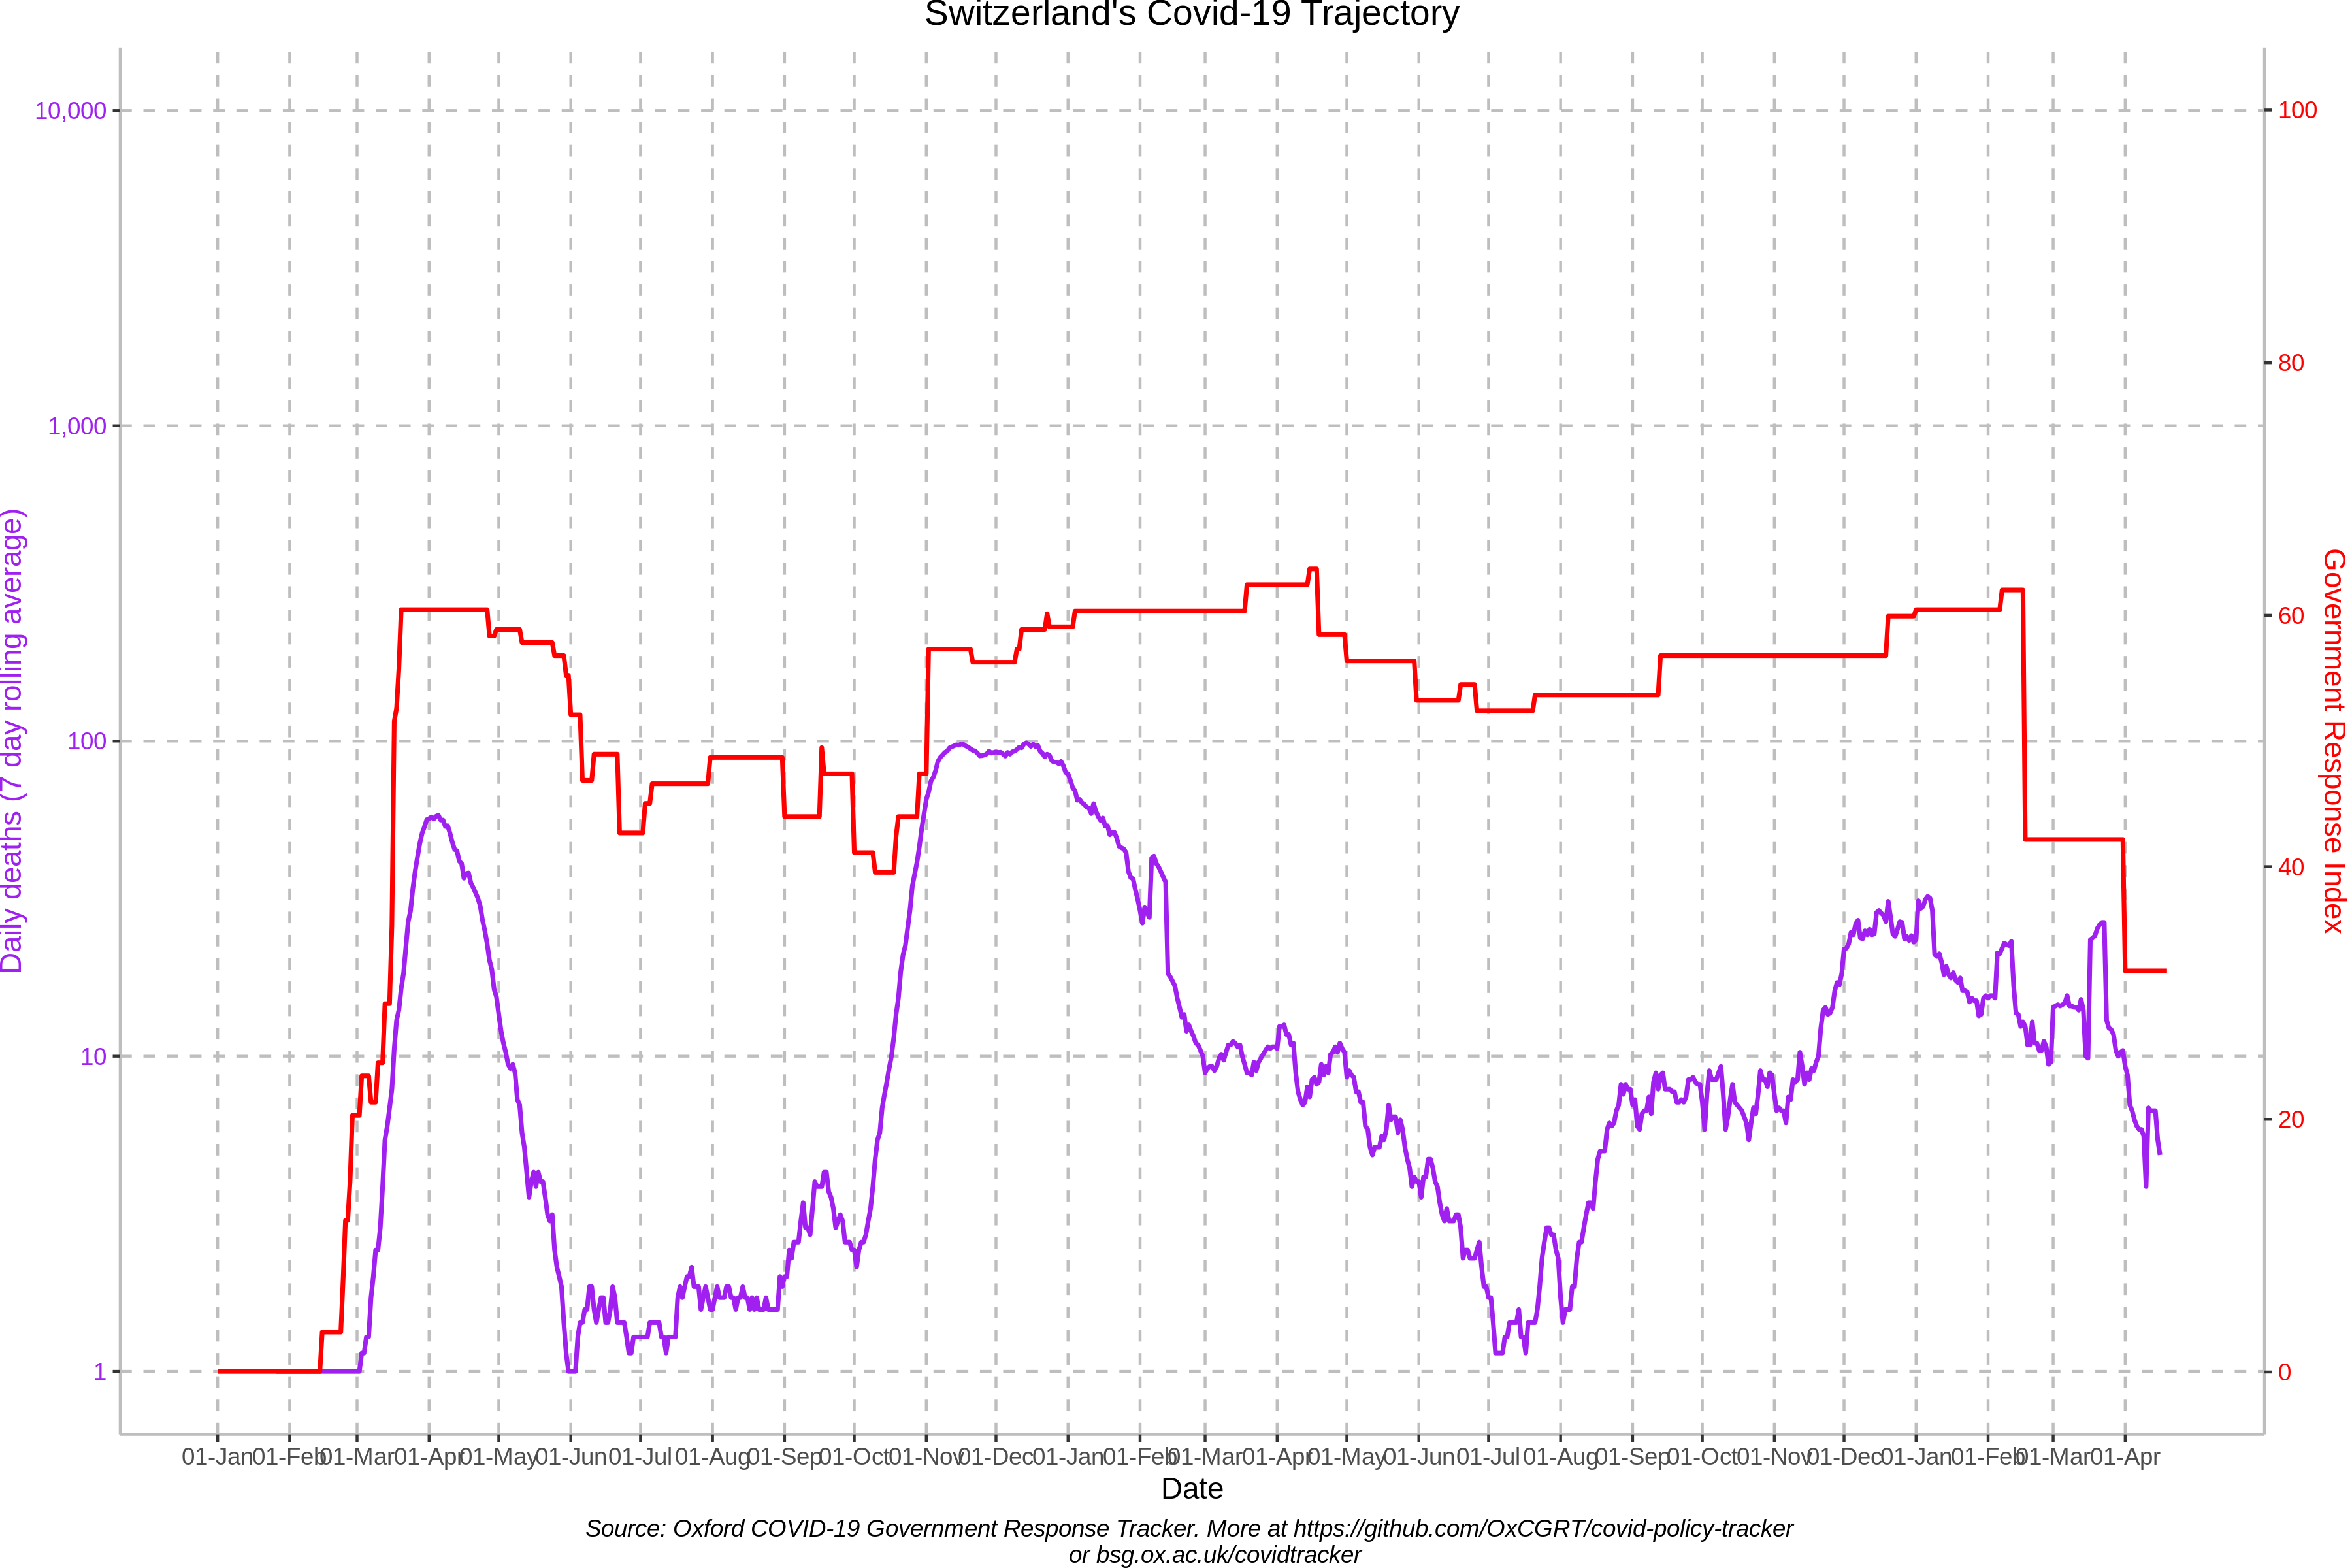 Switzerland's Covid-19 Trajectory
10,000
1,000
100
10
1
Daily deaths (7 day rolling average)
100
80
60
40
20
0
Government Response Index
01-Jan 01-Feb 01-Mar 01-Apr 01-May 01-Jun 01-Jul 01-Aug 01-Sep 01-Oct 01-Nov 01-Dec 01-Jan 01-Feb 01-Mar 01-Apr 01-May 01-Jun 01-Jul 01-Aug 01-Sep 01-Oct 01-Nov 01-Dec 01-Jan 01-Feb 01-Mar 01-Apr
Date
Source: Oxford COVID-19 Government Response Tracker. More at https://github.com/OxCGRT/covid-policy-tracker
or bsg.ox.ac.uk/covidtracker